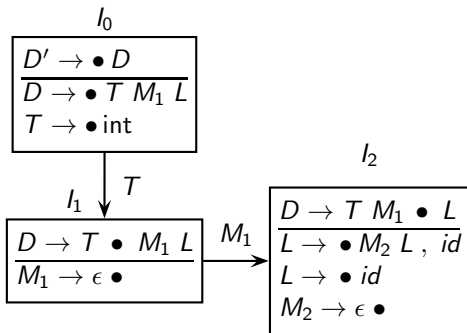 I₀
D′ → • D
D → • T M₁ L
T → • int
T
I₁
D → T • M₁ L
M₁ → ϵ •
M₁
I₂
D → T M₁ • L
L → • M₂ L , id
L → • id
M₂ → ϵ •